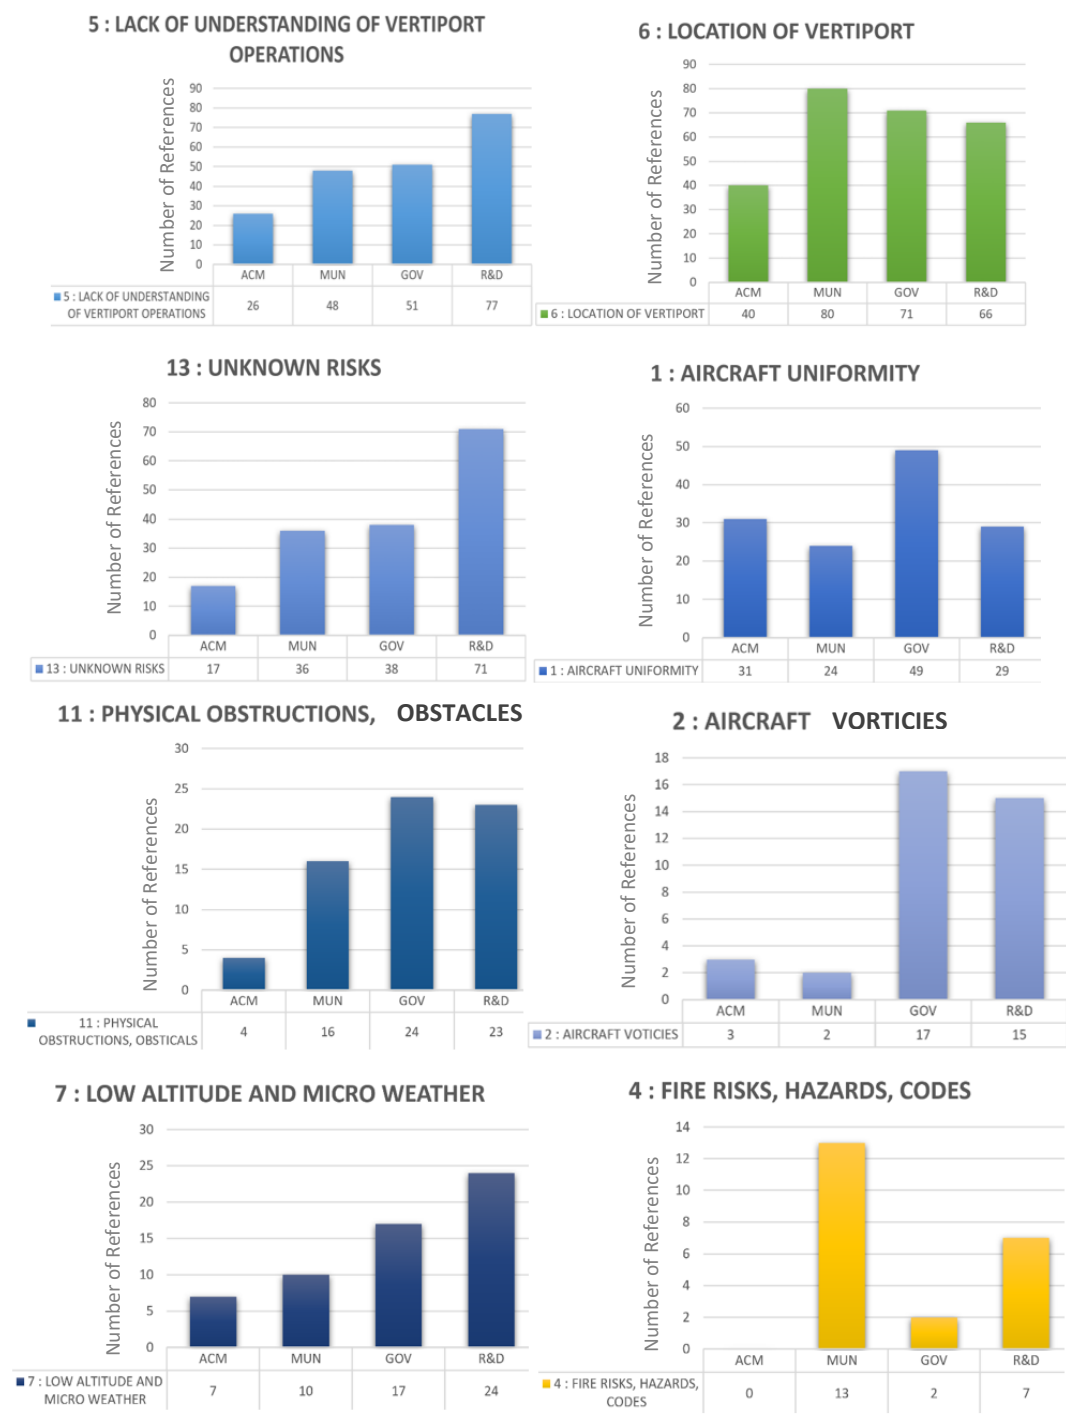 5 : LACK OF UNDERSTANDING OF VERTIPORT
OPERATIONS
Number of References
90
80
70
60
50
40
30
20
10
0
ACM MUN GOV R&D
5 : LACK OF UNDERSTANDING
OF VERTIPORT OPERATIONS
26 48 51 77
6 : LOCATION OF VERTIPORT
Number of References
90
80
70
60
50
40
30
20
10
0
ACM MUN GOV R&D
6 : LOCATION OF VERTIPORT 40 80 71 66
13 : UNKNOWN RISKS
Number of References
80
70
60
50
40
30
20
10
0
ACM MUN GOV R&D
13 : UNKNOWN RISKS 17 36 38 71
1 : AIRCRAFT UNIFORMITY
Number of References
60
50
40
30
20
10
0
ACM MUN GOV R&D
1 : AIRCRAFT UNIFORMITY 31 24 49 29
11 : PHYSICAL OBSTRUCTIONS, OBSTACLES
Number of References
30
25
20
15
10
5
0
ACM MUN GOV R&D
11 : PHYSICAL
OBSTRUCTIONS, OBSTICALS
4 16 24 23
2 : AIRCRAFT VORTICIES
Number of References
18
16
14
12
10
8
6
4
2
0
ACM MUN GOV R&D
2 : AIRCRAFT VOTICIES 3 2 17 15
7 : LOW ALTITUDE AND MICRO WEATHER
Number of References
30
25
20
15
10
5
0
ACM MUN GOV R&D
7 : LOW ALTITUDE AND
MICRO WEATHER
7 10 17 24
4 : FIRE RISKS, HAZARDS, CODES
Number of References
14
12
10
8
6
4
2
0
ACM MUN GOV R&D
4 : FIRE RISKS, HAZARDS,
CODES
0 13 2 7